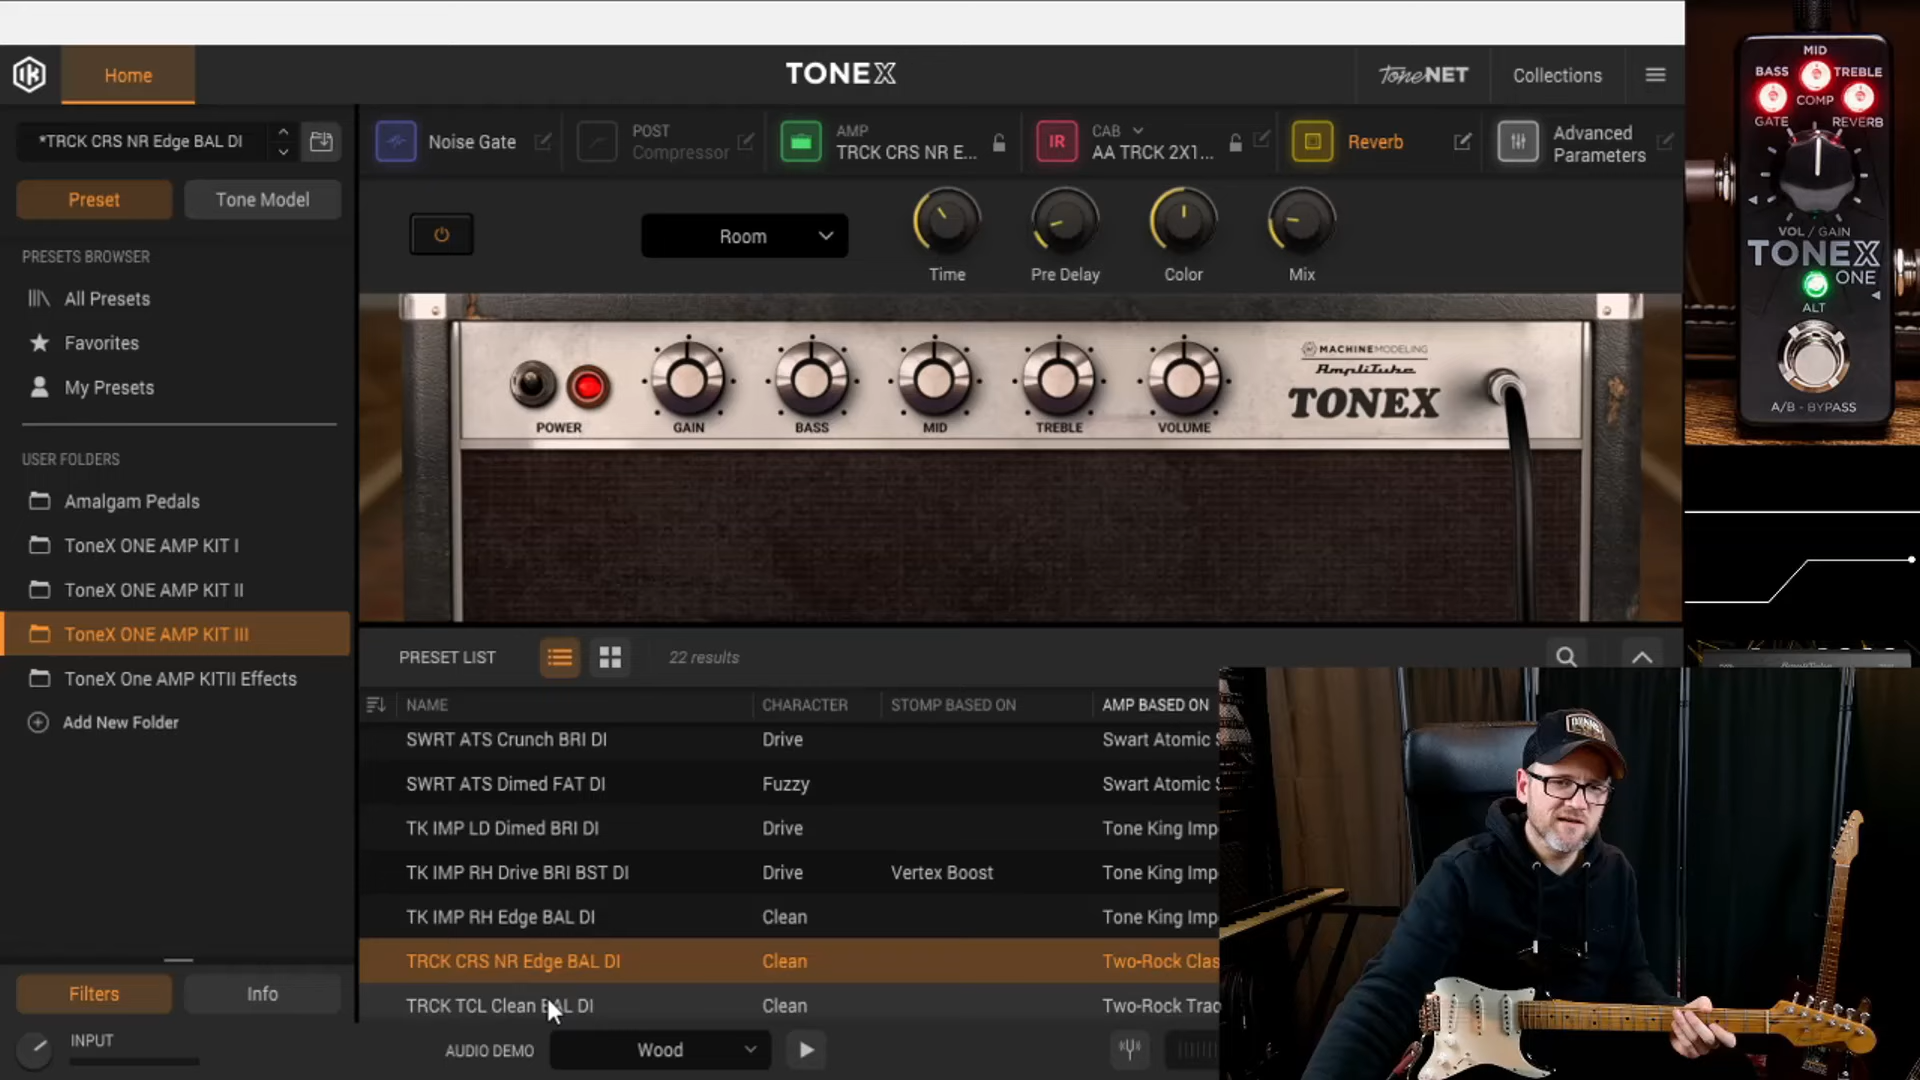 Home
TONEX
ToneNET
Collections
*TRCK CRS NR Edge BAL DI
Noise Gate
POST
Compressor
AMP
TRCK CRS NR E...
IR
CAB
AA TRCK 2X1...
Reverb
Advanced
Parameters
Preset
Tone Model
Room
Time
Pre Delay
Color
Mix
PRESETS BROWSER
All Presets
Favorites
My Presets
USER FOLDERS
Amalgam Pedals
ToneX ONE AMP KIT I
ToneX ONE AMP KIT II
ToneX ONE AMP KIT III
ToneX One AMP KITII Effects
Add New Folder
Filters
Info
INPUT
POWER
GAIN
BASS
MID
TREBLE
VOLUME
MACHINEMODELING
AmpliTube
TONEX
PRESET LIST
22 results
NAME
CHARACTER
STOMP BASED ON
AMP BASED ON
SWRT ATS Crunch BRI DI
Drive
Swart Atomic S
SWRT ATS Dimed FAT DI
Fuzzy
Swart Atomic S
TK IMP LD Dimed BRI DI
Drive
Tone King Imp
TK IMP RH Drive BRI BST DI
Drive
Vertex Boost
Tone King Imp
TK IMP RH Edge BAL DI
Clean
Tone King Imp
TRCK CRS NR Edge BAL DI
Clean
Two-Rock Clas
TRCK TCL Clean BAL DI
Clean
Two-Rock Trac
AUDIO DEMO
Wood
MID
BASS
TREBLE
COMP
GATE
REVERB
VOL / GAIN
TONEX
ONE
ALT
A/B - BYPASS